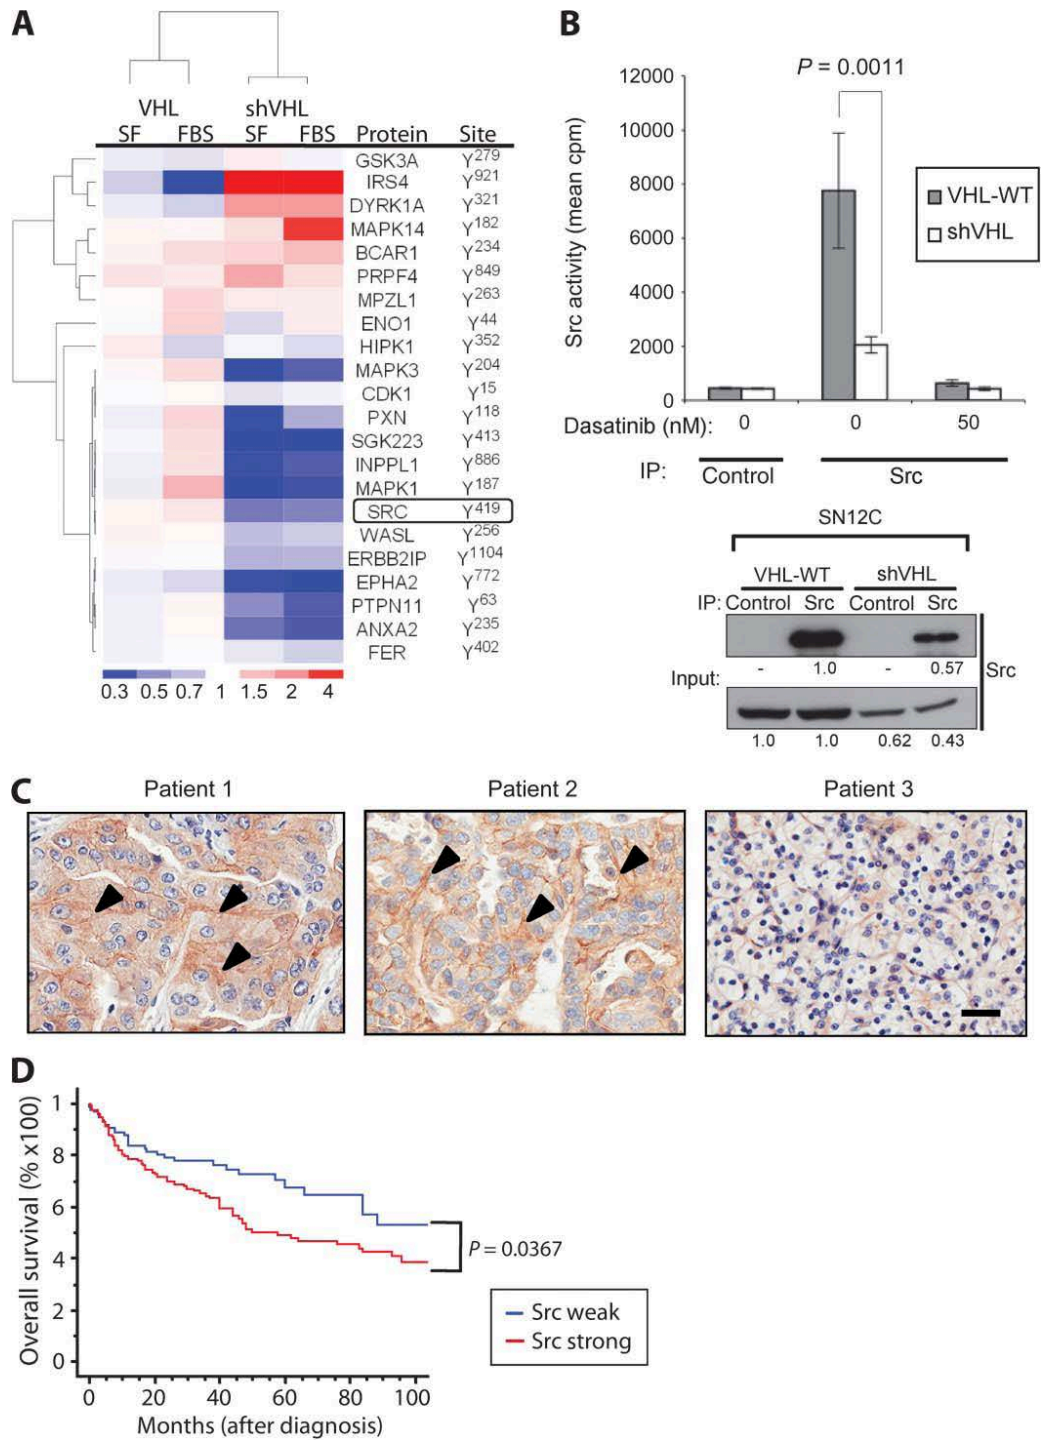 A
VHL shVHL
SF FBS SF FBS Protein Site
GSK3A Y279
IRS4 Y921
DYRK1A Y321
MAPK14 Y182
BCAR1 Y234
PRPF4 Y849
MPZL1 Y263
ENO1 Y44
HIPK1 Y352
MAPK3 Y204
CDK1 Y15
PXN Y118
SGK223 Y413
INPPL1 Y886
MAPK1 Y187
SRC Y419
WASL Y256
ERBB2IP Y1104
EPHA2 Y772
PTPN11 Y63
ANXA2 Y235
FER Y402
0.3 0.5 0.7 1 1.5 2 4
B
P = 0.0011
12000
10000
8000
6000
4000
2000
0
Src activity (mean cpm)
VHL-WT
shVHL
Dasatinib (nM): 0 0 50
IP: Control Src
SN12C
VHL-WT shVHL
IP: Control Src Control Src
- 1.0 - 0.57
Input:
Src
1.0 1.0 0.62 0.43
C
Patient 1 Patient 2 Patient 3
D
Overall survival (% x100)
1
8
6
4
2
0
P = 0.0367
Src weak
Src strong
0 20 40 60 80 100
Months (after diagnosis)